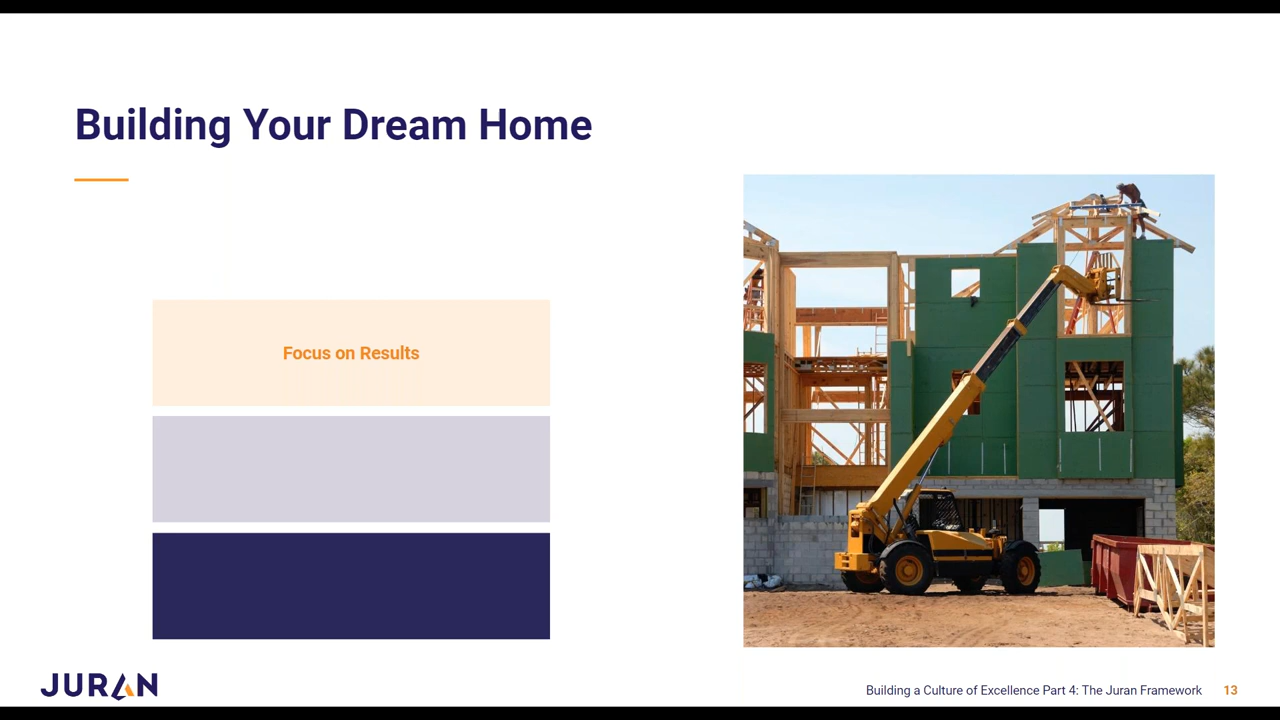 Building Your Dream Home
Focus on Results
JURAN
Building a Culture of Excellence Part 4: The Juran Framework 13